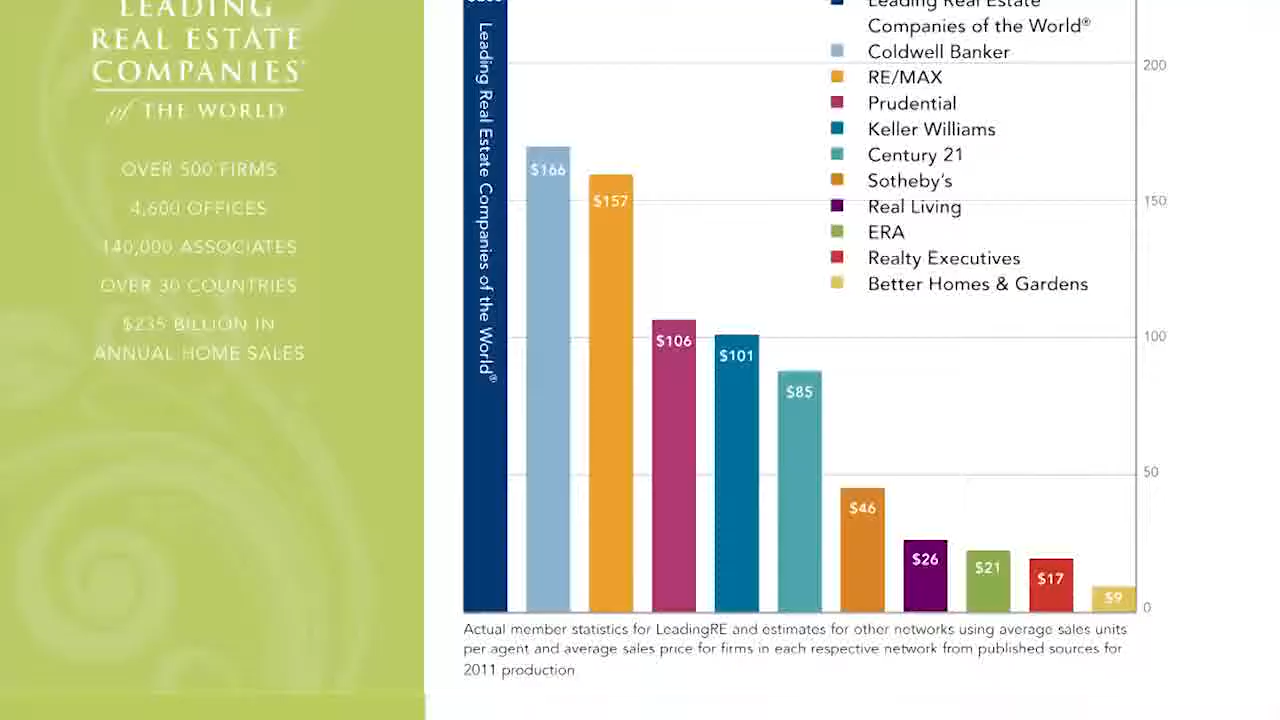 LEADING
REAL ESTATE
COMPANIES
of THE WORLD
OVER 500 FIRMS
4,600 OFFICES
140,000 ASSOCIATES
OVER 30 COUNTRIES
$235 BILLION IN
ANNUAL HOME SALES
Leading Real Estate Companies of the World®
$166
$157
$106
$101
$85
$46
$26
$21
$17
$9
Leading Real Estate
Companies of the World®
Coldwell Banker
RE/MAX
Prudential
Keller Williams
Century 21
Sotheby's
Real Living
ERA
Realty Executives
Better Homes & Gardens
200
150
100
50
0
Actual member statistics for LeadingRE and estimates for other networks using average sales units
per agent and average sales price for firms in each respective network from published sources for
2011 production